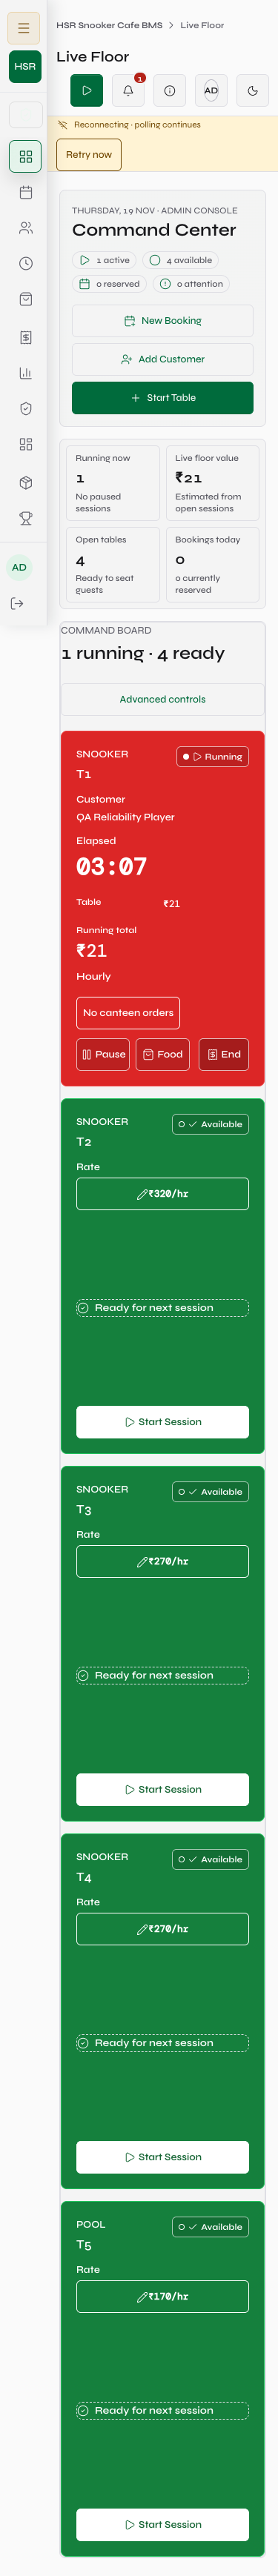 HSR Snooker Cafe BMS > Live Floor
HSR
Live Floor
1
AD
Reconnecting · polling continues
Retry now
THURSDAY, 19 NOV · ADMIN CONSOLE
Command Center
1 active
4 available
0 reserved
0 attention
New Booking
Add Customer
Start Table
Running now
1
No paused
sessions
Live floor value
₹21
Estimated from
open sessions
Open tables
4
Ready to seat
guests
Bookings today
0
0 currently
reserved
AD
COMMAND BOARD
1 running · 4 ready
Advanced controls
SNOOKER
Running
T1
Customer
QA Reliability Player
Elapsed
03:07
Table ₹21
Running total
₹21
Hourly
No canteen orders
Pause
Food
End
SNOOKER
Available
T2
Rate
₹320/hr
Ready for next session
Start Session
SNOOKER
Available
T3
Rate
₹270/hr
Ready for next session
Start Session
SNOOKER
Available
T4
Rate
₹270/hr
Ready for next session
Start Session
POOL
Available
T5
Rate
₹170/hr
Ready for next session
Start Session